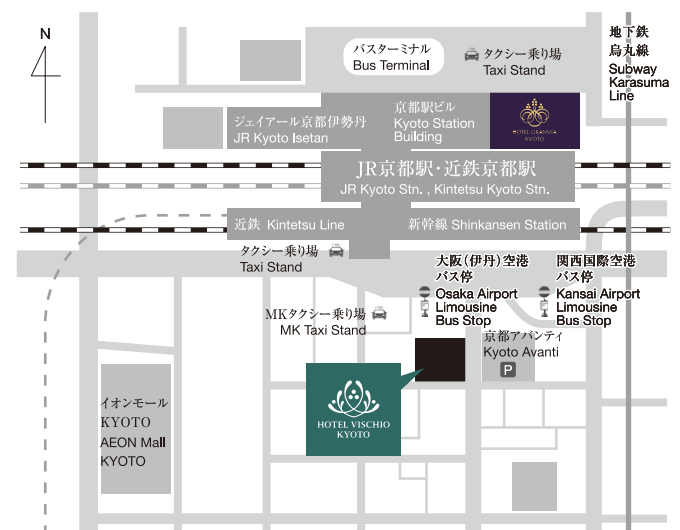 N
バスターミナル
Bus Terminal
タクシー乗り場
Taxi Stand
地下鉄
烏丸線
Subway
Karasuma
Line
ジェイアール京都伊勢丹
JR Kyoto Isetan
京都駅ビル
Kyoto Station
Building
HOTEL GRANVIA
KYOTO
JR京都駅・近鉄京都駅
JR Kyoto Stn. , Kintetsu Kyoto Stn.
近鉄 Kintetsu Line
新幹線 Shinkansen Station
タクシー乗り場
Taxi Stand
大阪(伊丹)空港
バス停
Osaka Airport
Limousine
Bus Stop
関西国際空港
バス停
Kansai Airport
Limousine
Bus Stop
MKタクシー乗り場
MK Taxi Stand
京都アバンティ
Kyoto Avanti
P
HOTEL VISCHIO
KYOTO
イオンモール
KYOTO
AEON Mall
KYOTO